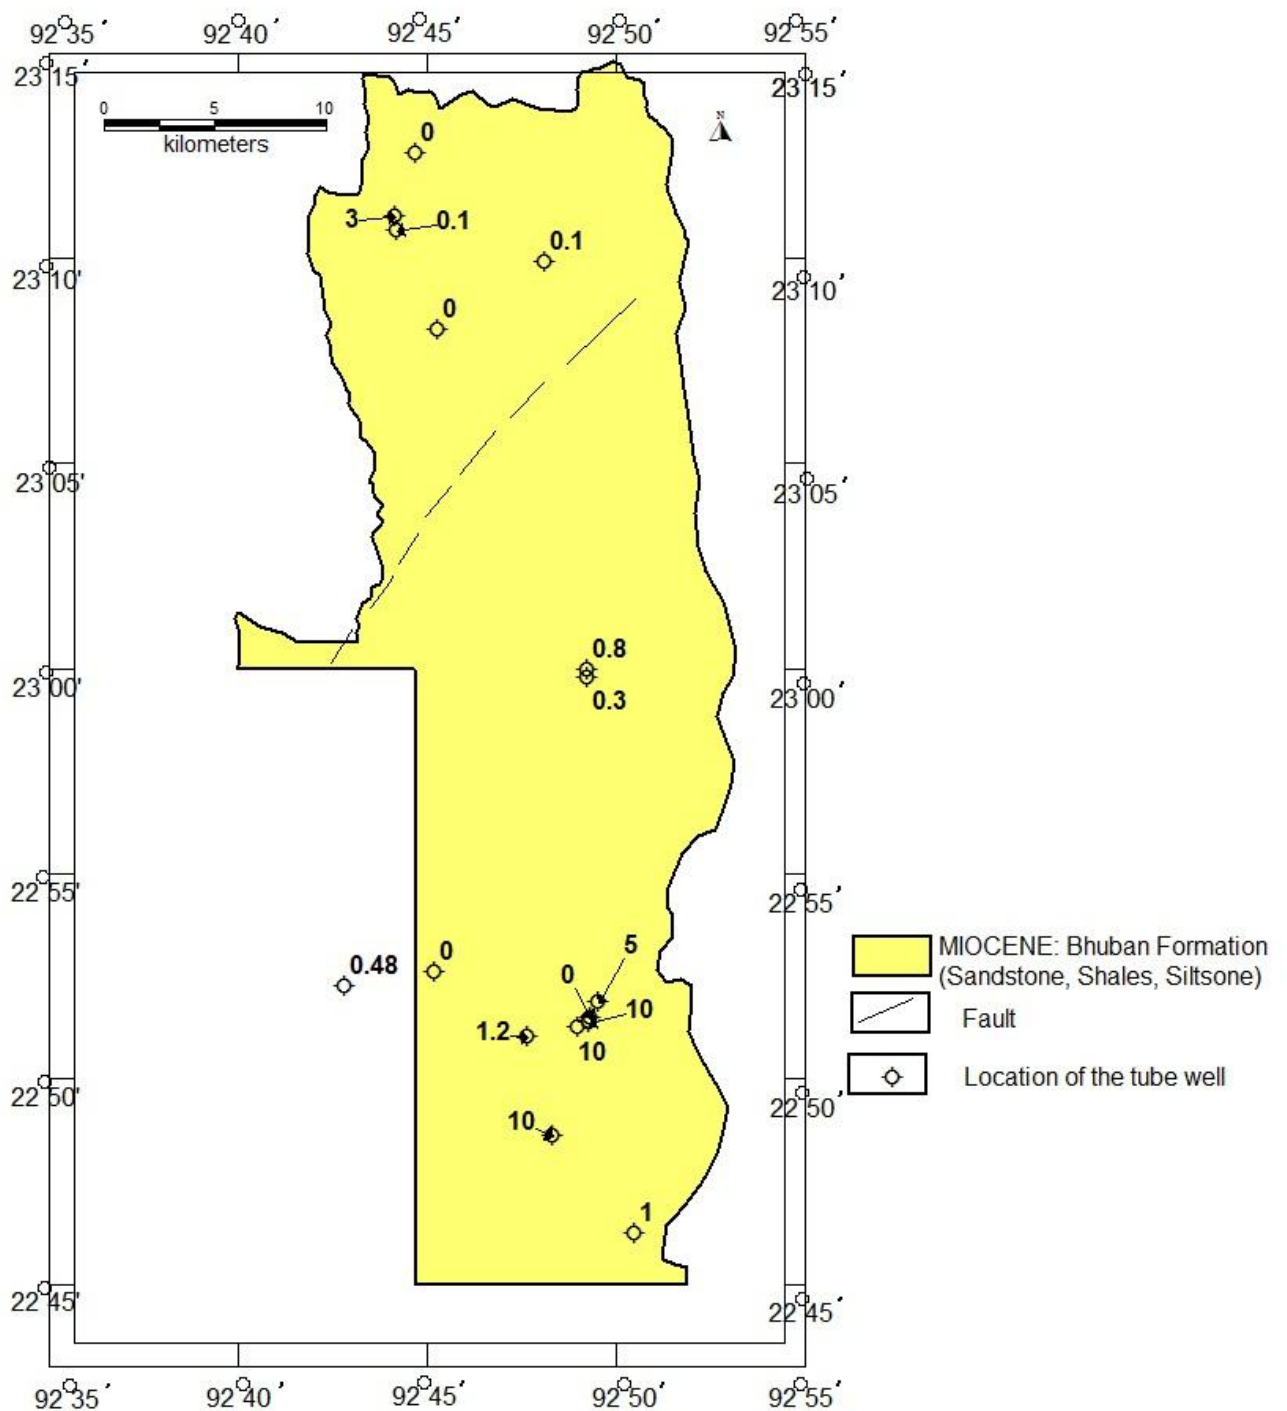 92°35′ 92°40′ 92°45′ 92°50′ 92°55′
23°15′ 23°15′
0 5 10
kilometers
N
0
3 0.1
0.1
23°10′ 23°10′
0
23°05′ 23°05′
0.8
23°00′ 23°00′
0.3
22°55′ 22°55′
5
MIOCENE: Bhuban Formation
(Sandstone, Shales, Siltsone)
0.48 0 0
10
Fault
1.2 10
Location of the tube well
22°50′ 22°50′
10
1
22°45′ 22°45′
92°35′ 92°40′ 92°45′ 92°50′ 92°55′